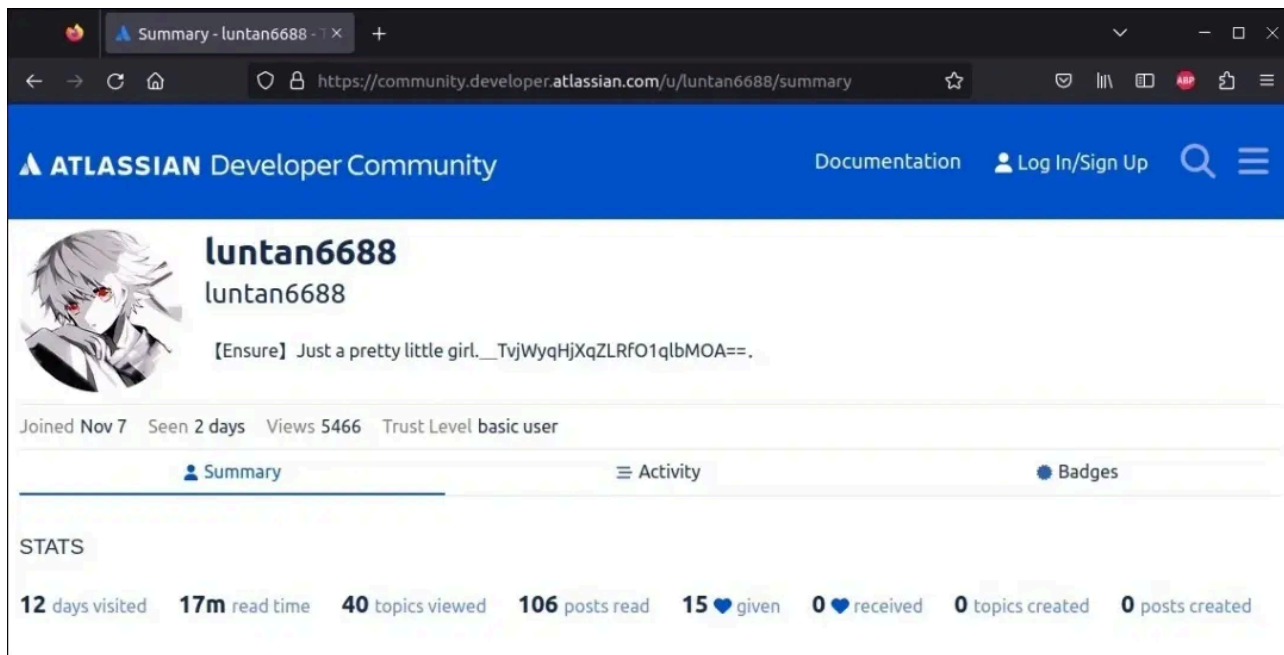 Summary - luntan6688 - T
https://community.developer.atlassian.com/u/luntan6688/summary
ABP
ATLASSIAN Developer Community
Documentation
Log In/Sign Up
luntan6688
luntan6688
【Ensure】Just a pretty little girl.__TvjWyqHjXqZLRfO1qlbMOA==.
Joined Nov 7 Seen 2 days Views 5466 Trust Level basic user
Summary
Activity
Badges
STATS
12 days visited 17m read time 40 topics viewed 106 posts read 15 given 0 received 0 topics created 0 posts created